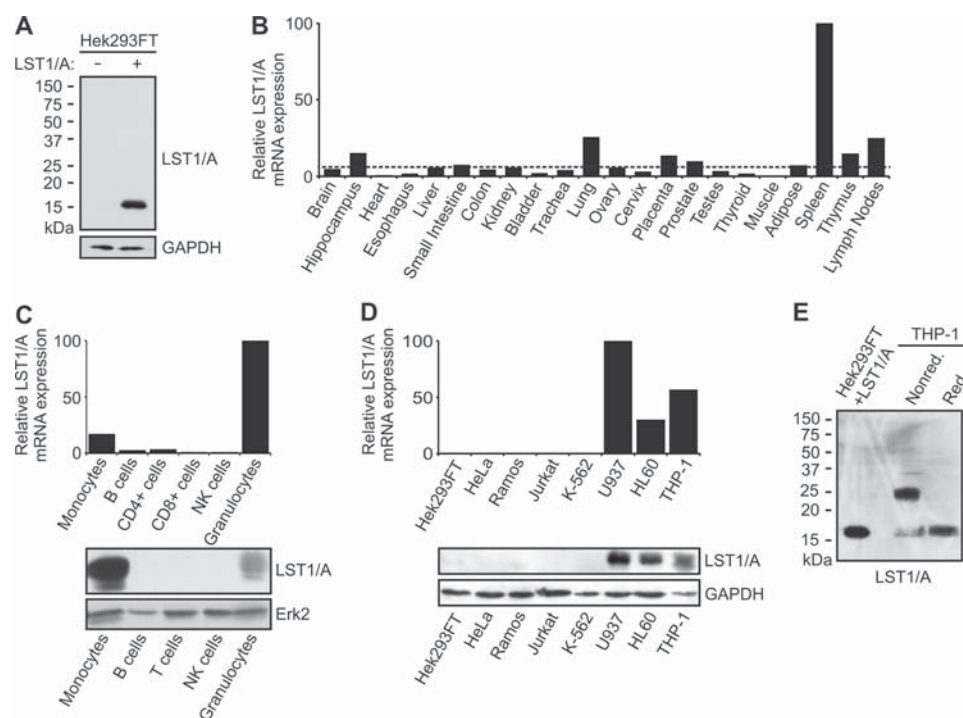 A
Hek293FT
LST1/A: - +
150
75
50
37
25
20
15
kDa
LST1/A
GAPDH
B
Relative LST1/A
mRNA expression
100
50
0
Brain
Hippocampus
Heart
Esophagus
Liver
Small Intestine
Colon
Kidney
Bladder
Trachea
Lung
Ovary
Cervix
Placenta
Prostate
Testes
Thyroid
Muscle
Adipose
Spleen
Thymus
Lymph Nodes
C
Relative LST1/A
mRNA expression
100
50
0
Monocytes
B cells
CD4+ cells
CD8+ cells
NK cells
Granulocytes
LST1/A
Erk2
Monocytes
B cells
T cells
NK cells
Granulocytes
D
Relative LST1/A
mRNA expression
100
50
0
Hek293FT
HeLa
Ramos
Jurkat
K-562
U937
HL60
THP-1
LST1/A
GAPDH
Hek293FT
HeLa
Ramos
Jurkat
K-562
U937
HL60
THP-1
E
Hek293FT
+LST1/A
THP-1
Nonred.
Red.
150
75
50
37
25
20
15
kDa
LST1/A